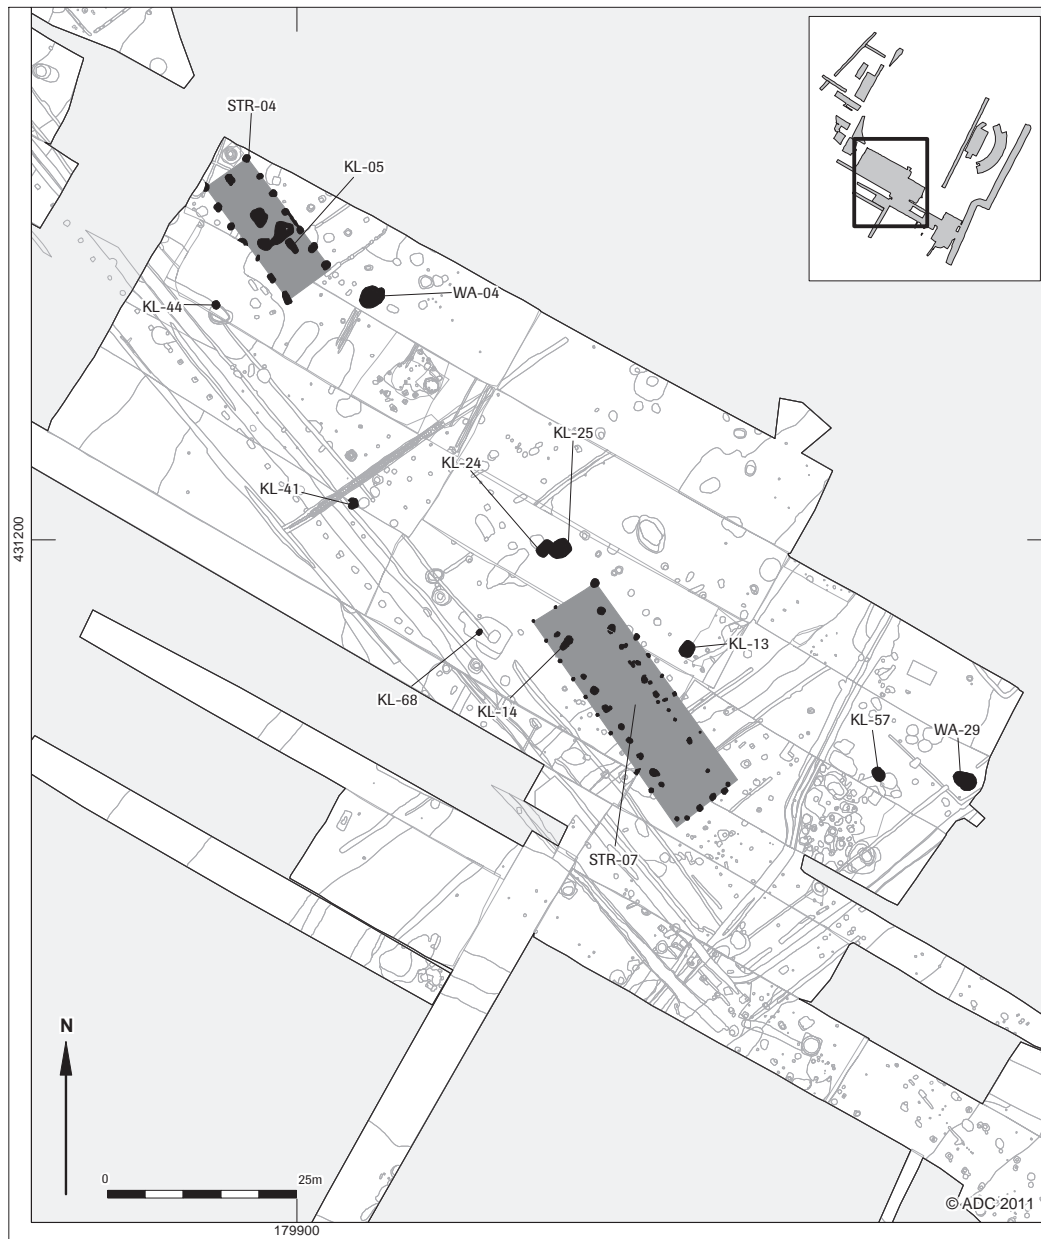 STR-04
KL-05
WA-04
KL-44
KL-25
KL-24
KL-41
431200
KL-13
KL-68
KL-14
KL-57
WA-29
STR-07
N
0
25m
© ADC 2011
179900